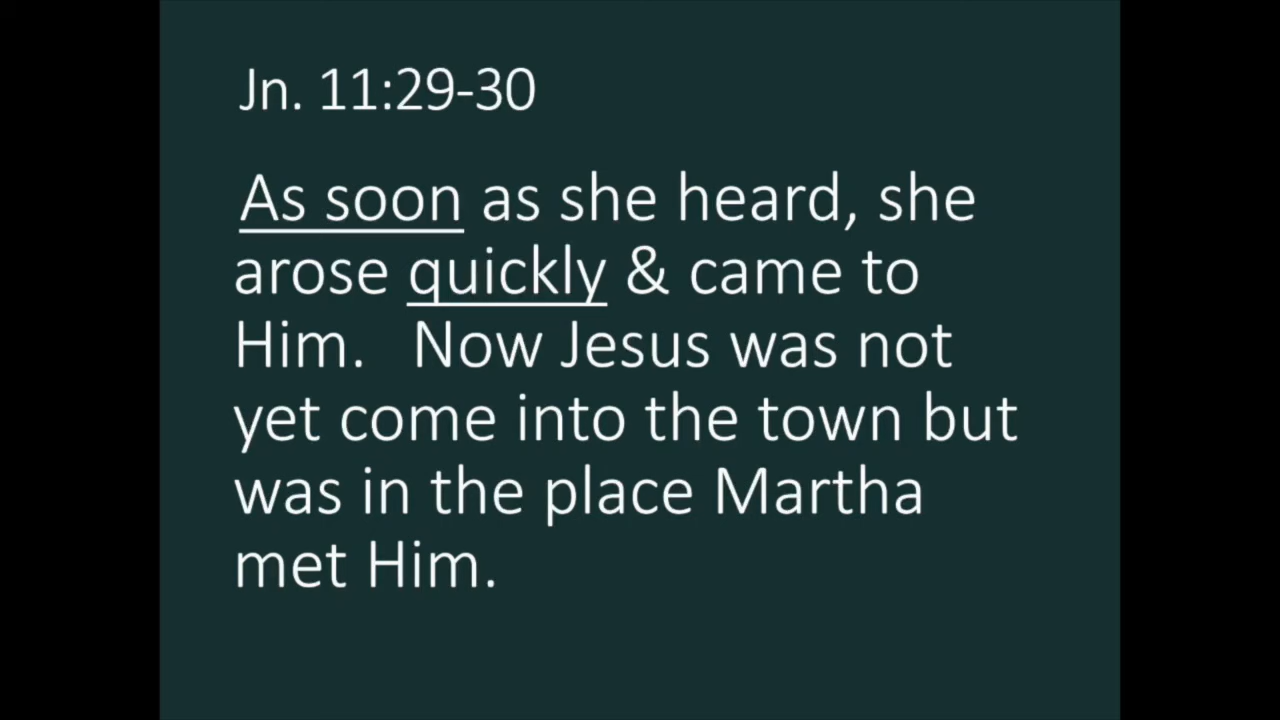 Jn. 11:29-30
As soon as she heard, she
arose quickly & came to
Him.   Now Jesus was not
yet come into the town but
was in the place Martha
met Him.